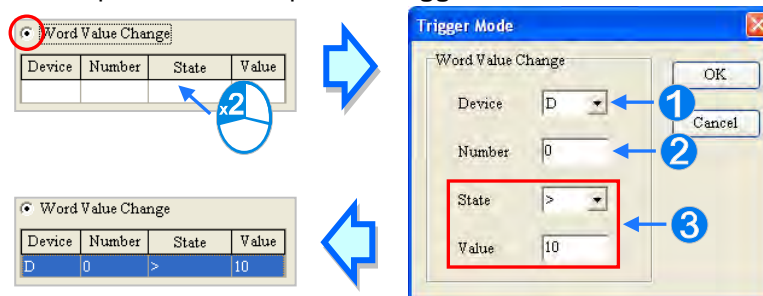 Word Value Change
Device Number State Value
x2
Trigger Mode
Word Value Change
Device D
Number 0
State >
Value 10
OK
Cancel
1
2
3
Word Value Change
Device Number State Value
D 0 > 10